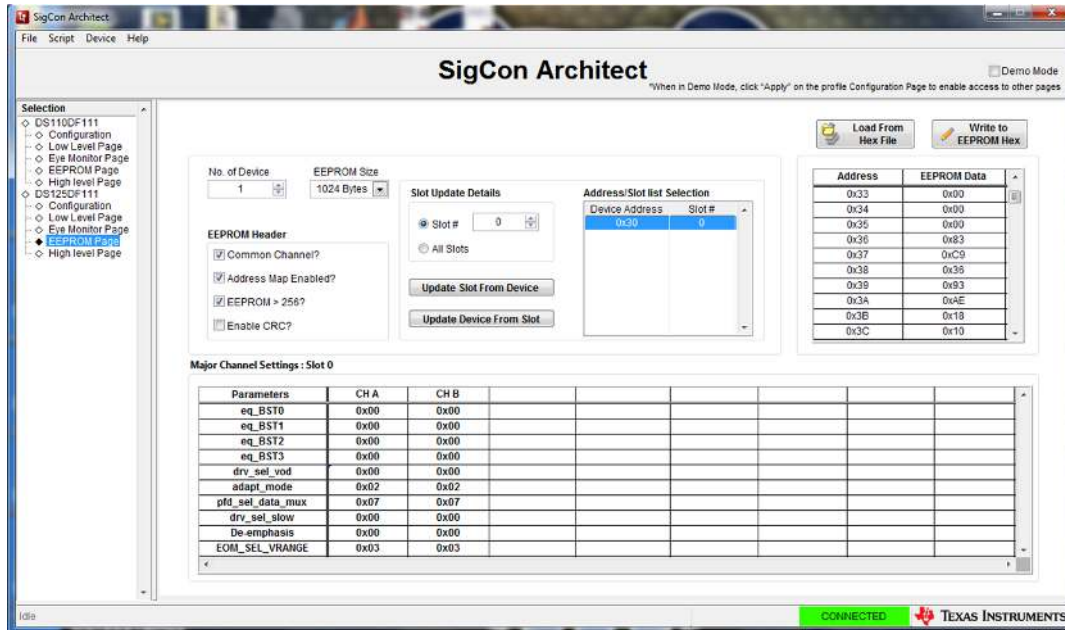 SigCon Architect
File Script Device Help
SigCon Architect
Demo Mode
"When in Demo Mode, click "Apply" on the profile Configuration Page to enable access to other pages
Selection
DS110DF111
Configuration
Low Level Page
Eye Monitor Page
EEPROM Page
High level Page
DS125DF111
Configuration
Low Level Page
Eye Monitor Page
EEPROM Page
High level Page
Load From Hex File
Write to EEPROM Hex
No. of Device
1
EEPROM Size
1024 Bytes
EEPROM Header
Common Channel?
Address Map Enabled?
EEPROM > 256?
Enable CRC?
Slot Update Details
Slot # 0
All Slots
Update Slot From Device
Update Device From Slot
Address/Slot list Selection
Device Address Slot #
0x30 0
Address EEPROM Data
0x33 0x00
0x34 0x00
0x35 0x00
0x36 0x83
0x37 0xC9
0x38 0x36
0x39 0x93
0x3A 0xAE
0x3B 0x18
0x3C 0x10
Major Channel Settings : Slot 0
Parameters CH A CH B
eq_BST0 0x00 0x00
eq_BST1 0x00 0x00
eq_BST2 0x00 0x00
eq_BST3 0x00 0x00
drv_sel_vod 0x00 0x00
adapt_mode 0x02 0x02
pfd_sel_data_mux 0x07 0x07
drv_sel_slow 0x00 0x00
De-emphasis 0x00 0x00
EOM_SEL_VRANGE 0x03 0x03
Idle
CONNECTED
TEXAS INSTRUMENTS